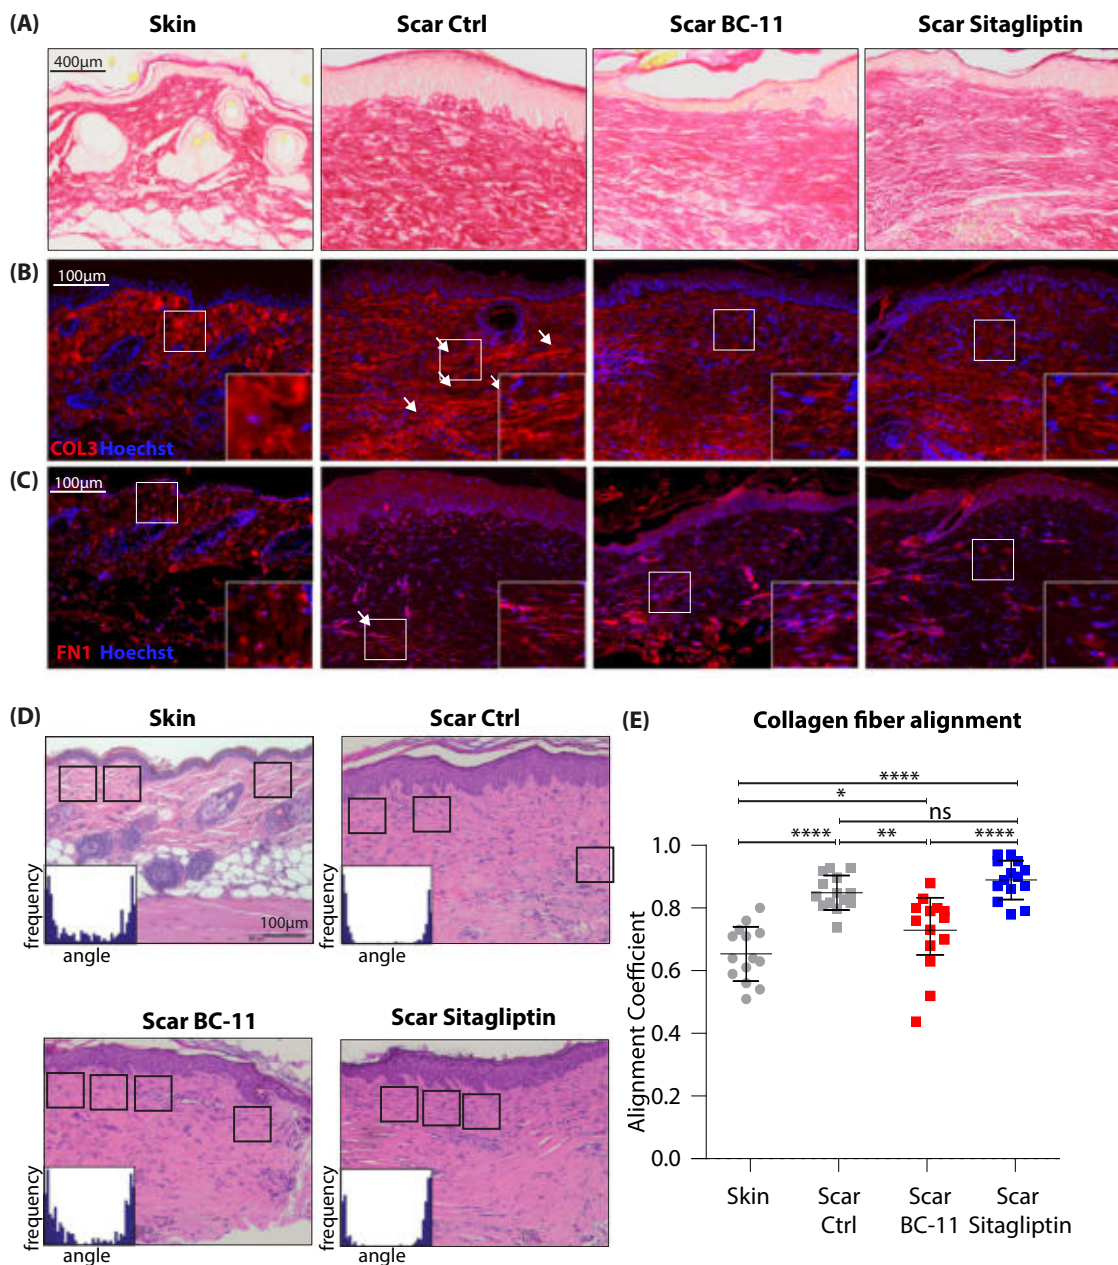 (A)
Skin
Scar Ctrl
Scar BC-11
Scar Sitagliptin
400µm
(B)
100µm
COL3 Hoechst
(C)
100µm
FN1 Hoechst
(D)
Skin
Scar Ctrl
frequency
angle
100µm
frequency
angle
Scar BC-11
Scar Sitagliptin
frequency
angle
frequency
angle
(E)
Collagen fiber alignment
****
*
ns
**** ** ****
Alignment Coefficient
1.0
0.8
0.6
0.4
0.2
0.0
Skin
Scar
Ctrl
Scar
BC-11
Scar
Sitagliptin